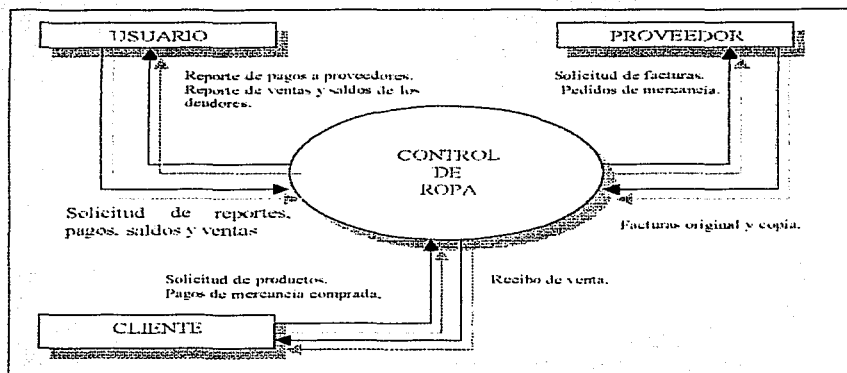 USUARIO
PROVEEDOR
Reporte de pagos a proveedores.
Reporte de ventas y saldos de los
deudores.
Solicitud de facturas.
Pedidos de mercancía.
CONTROL
DE
ROPA
Solicitud de reportes,
pagos, saldos y ventas
Facturas original y copia.
Solicitud de productos.
Pagos de mercancía comprada.
Recibo de venta.
CLIENTE